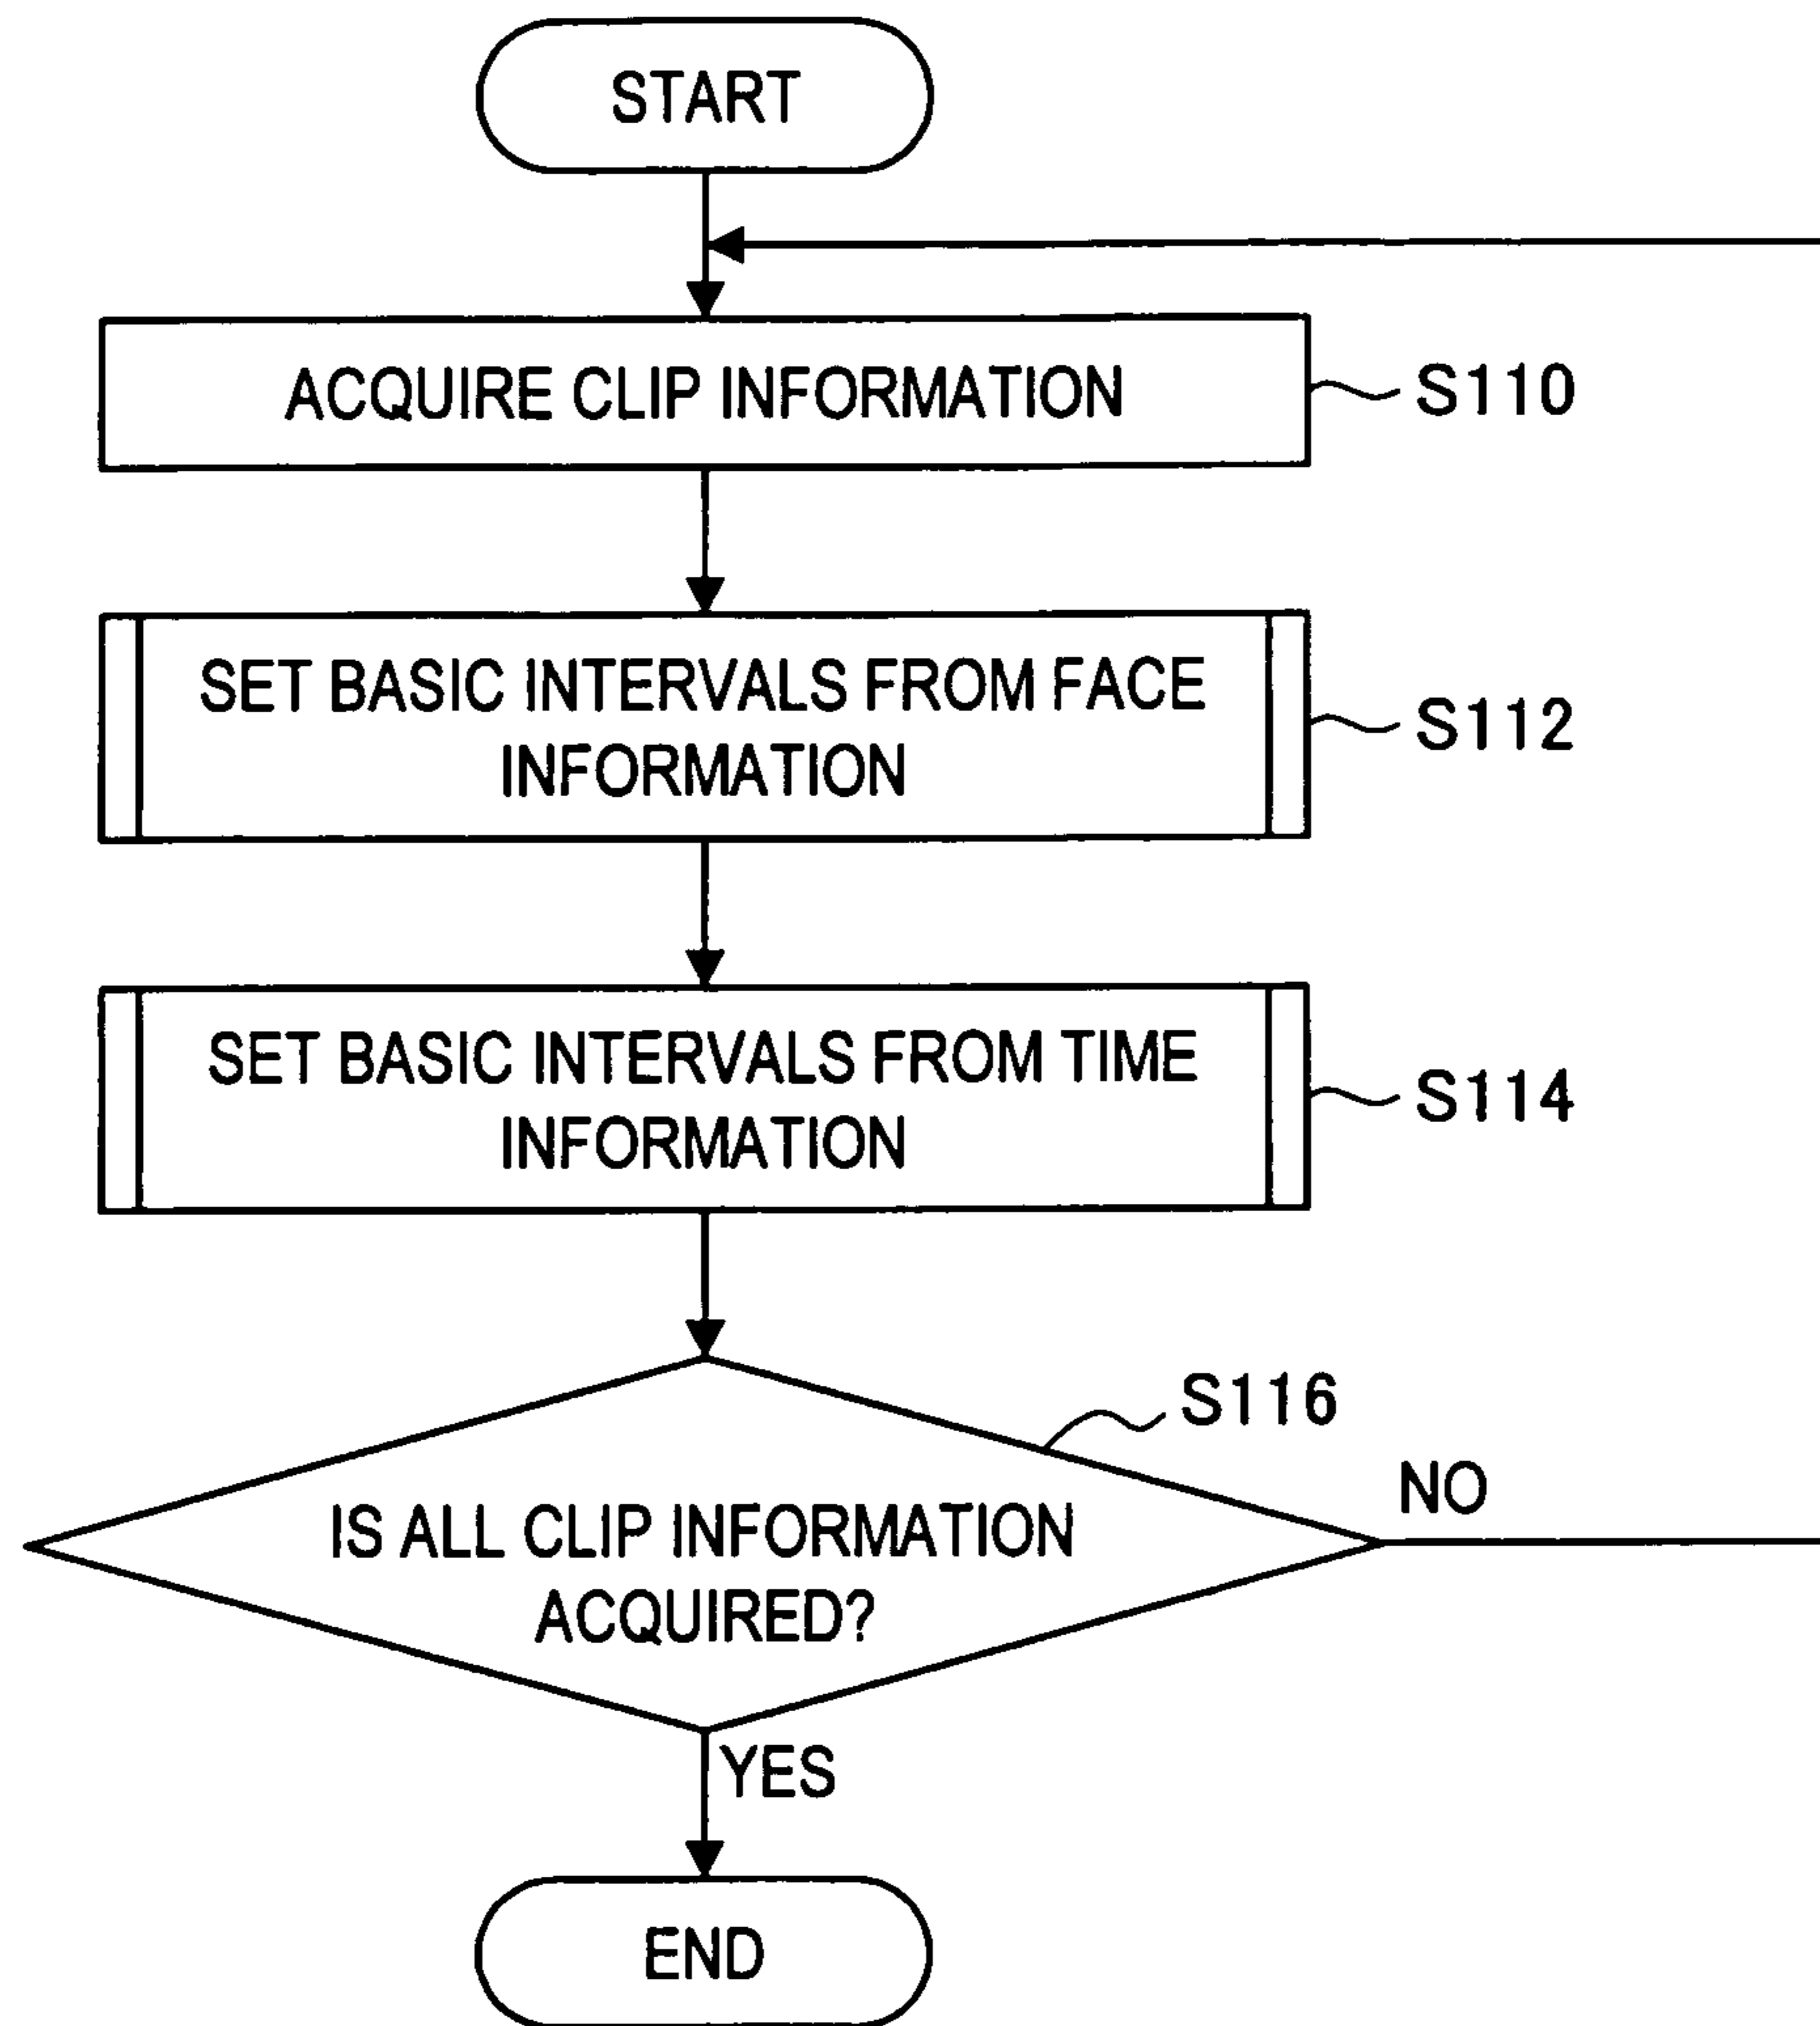 START
ACQUIRE CLIP INFORMATION
S110
SET BASIC INTERVALS FROM FACE
INFORMATION
S112
SET BASIC INTERVALS FROM TIME
INFORMATION
S114
S116
IS ALL CLIP INFORMATION
ACQUIRED?
NO
YES
END